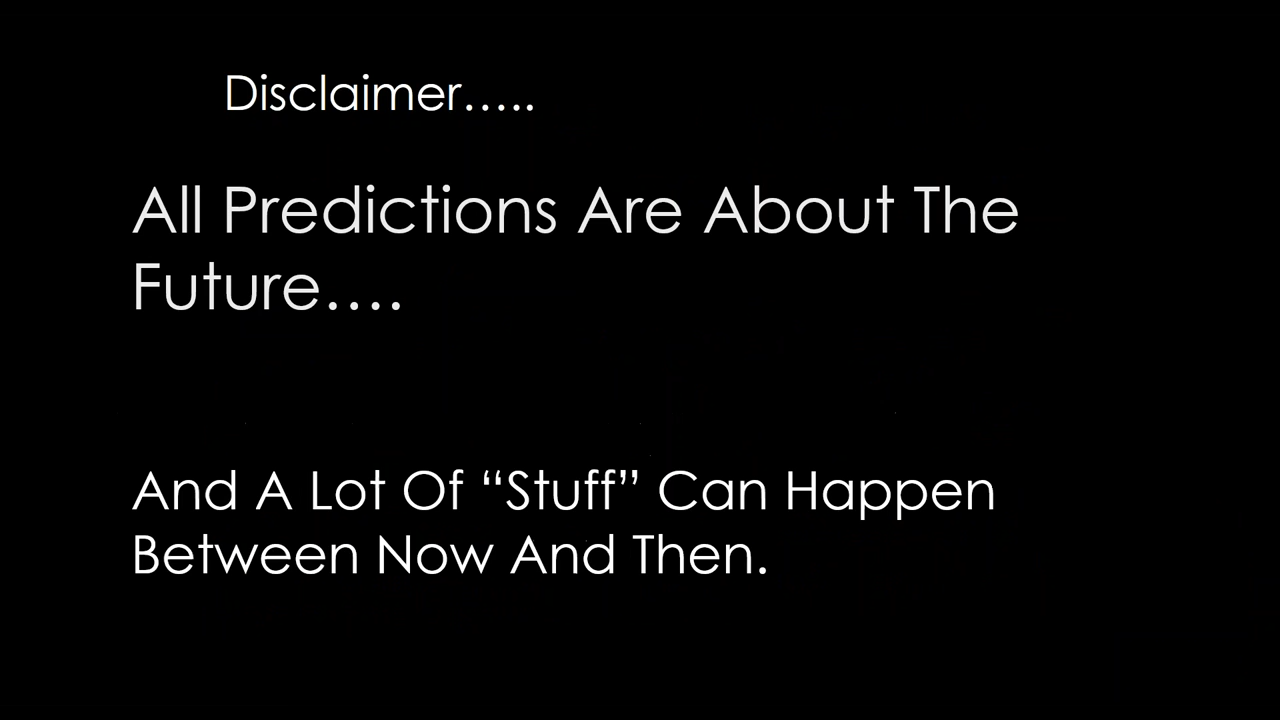 Disclaimer…..
All Predictions Are About The
Future….
And A Lot Of “Stuff” Can Happen
Between Now And Then.